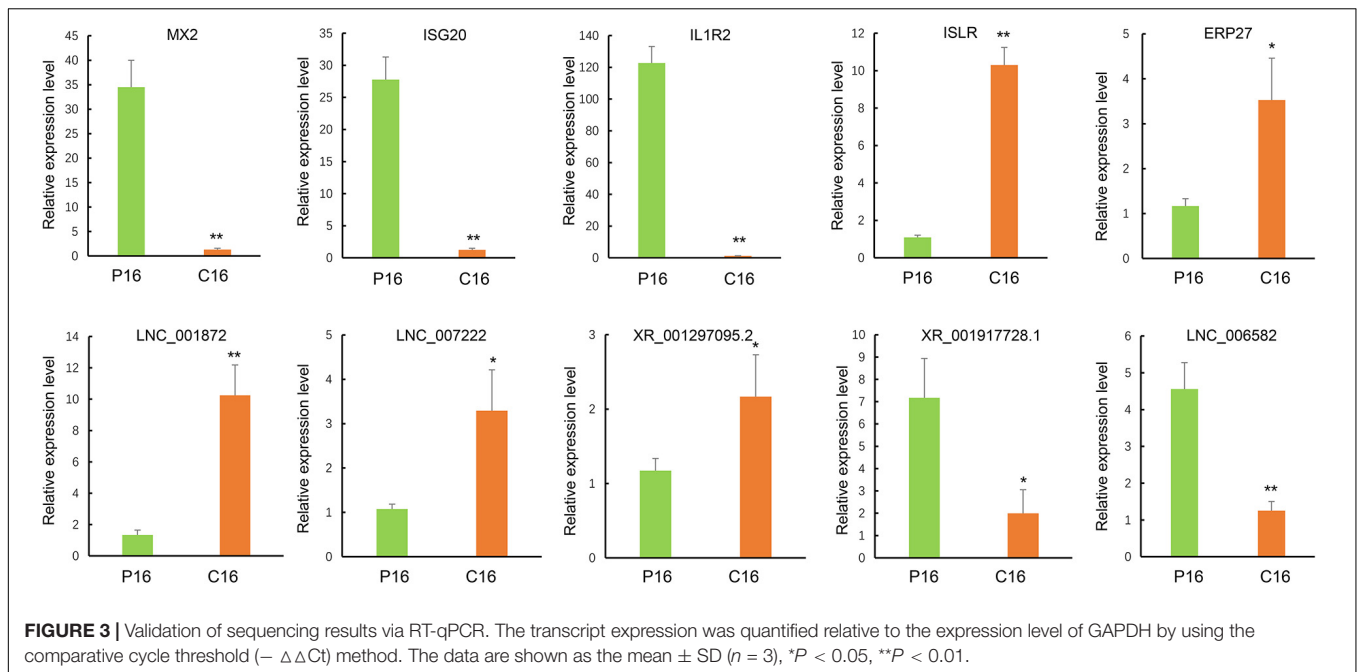 MX2
ISG20
IL1R2
ISLR
ERP27
Relative expression level
45
40
35
30
25
20
15
10
5
0
**
P16 C16
Relative expression level
35
30
25
20
15
10
5
0
**
P16 C16
Relative expression level
140
120
100
80
60
40
20
0
**
P16 C16
Relative expression level
12
10
8
6
4
2
0
**
P16 C16
Relative expression level
5
4
3
2
1
0
*
P16 C16
LNC_001872
LNC_007222
XR_001297095.2
XR_001917728.1
LNC_006582
Relative expression level
14
12
10
8
6
4
2
0
**
P16 C16
Relative expression level
5
4
3
2
1
0
*
P16 C16
Relative expression level
3
2
1
0
*
P16 C16
Relative expression level
10
9
8
7
6
5
4
3
2
1
0
*
P16 C16
Relative expression level
6
5
4
3
2
1
0
**
P16 C16
FIGURE 3 | Validation of sequencing results via RT-qPCR. The transcript expression was quantified relative to the expression level of GAPDH by using the
comparative cycle threshold (− △△Ct) method. The data are shown as the mean ± SD (n = 3), *P < 0.05, **P < 0.01.